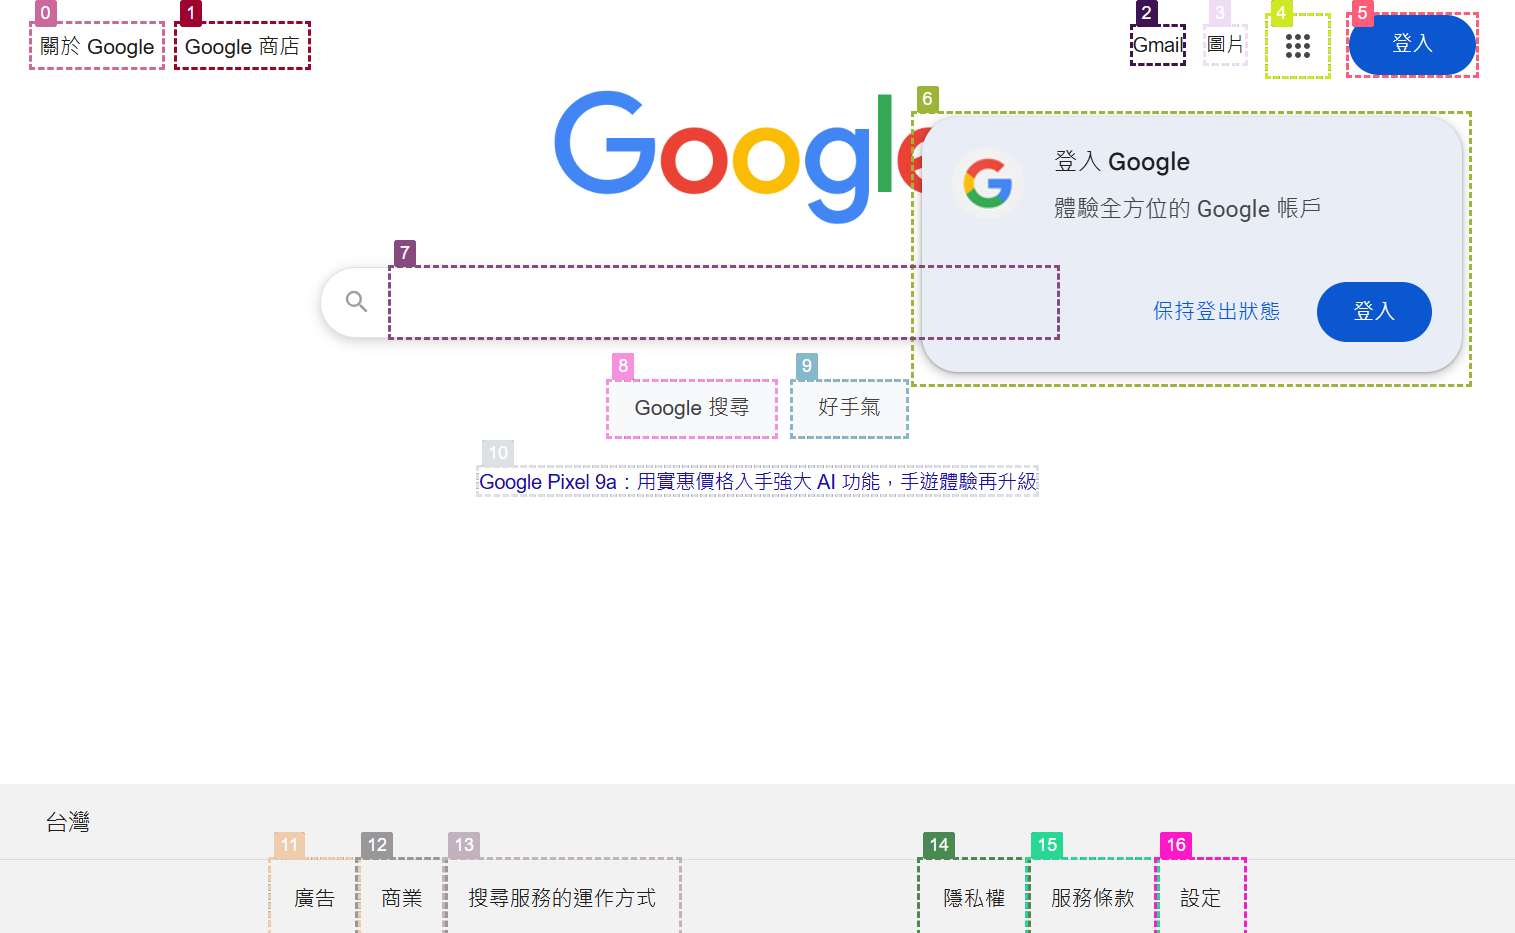 0
1
2
3
4
5
關於 Google
Google 商店
Gmail
圖片
登入
6
Google
登入 Google
體驗全方位的 Google 帳戶
7
保持登出狀態
登入
8
9
Google 搜尋
好手氣
10
Google Pixel 9a：用實惠價格入手強大 AI 功能，手遊體驗再升級
台灣
11
12
13
14
15
16
廣告
商業
搜尋服務的運作方式
隱私權
服務條款
設定